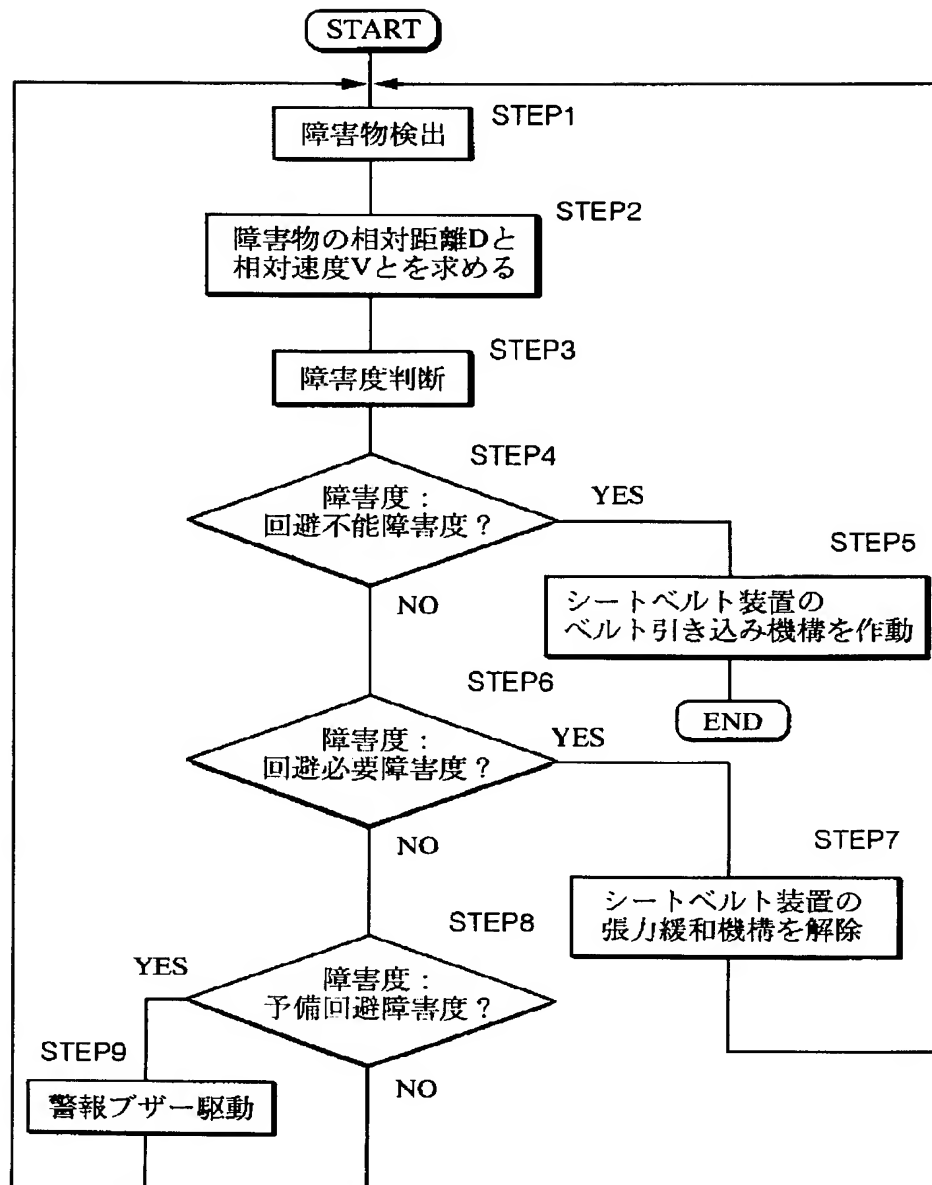 START
STEP1
障害物検出
STEP2
障害物の相対距離Dと
相対速度Vとを求める
STEP3
障害度判断
STEP4
障害度：
回避不能障害度？
YES
NO
STEP5
シートベルト装置の
ベルト引き込み機構を作動
END
STEP6
障害度：
回避必要障害度？
YES
NO
STEP7
シートベルト装置の
張力緩和機構を解除
STEP8
障害度：
予備回避障害度？
YES
NO
STEP9
警報ブザー駆動